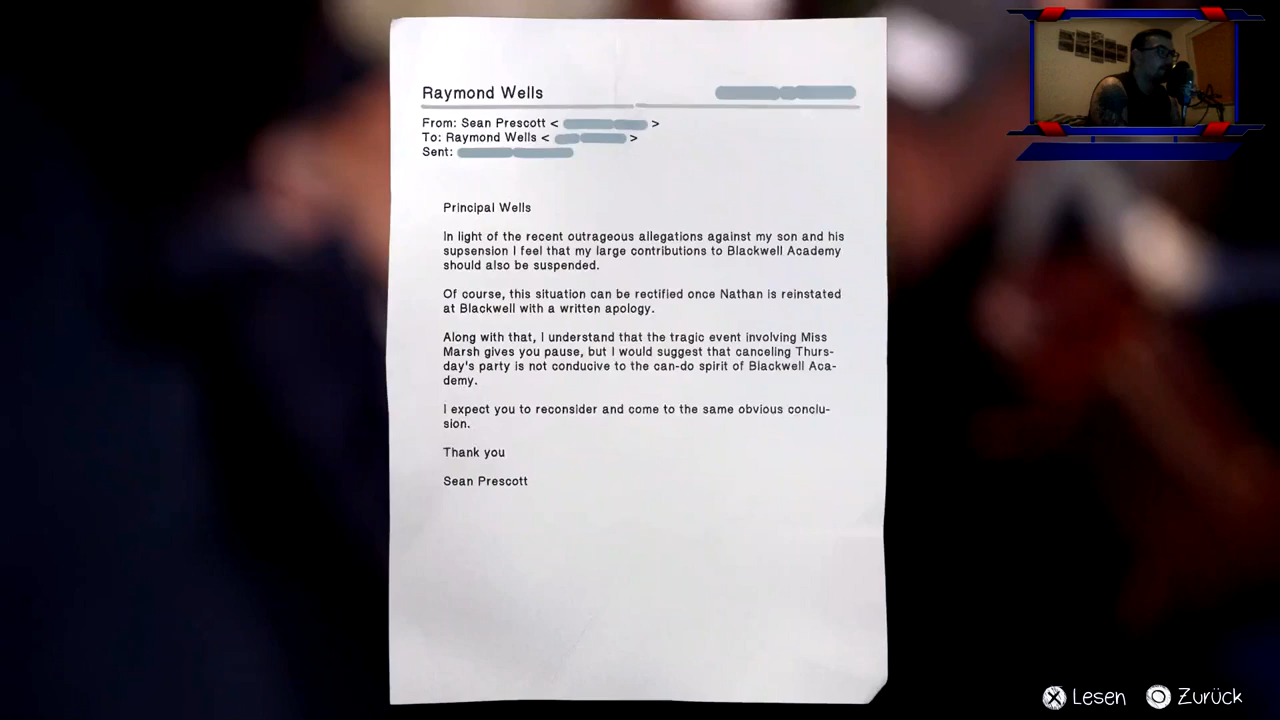 Raymond Wells
From: Sean Prescott < >
To: Raymond Wells < >
Sent:
Principal Wells
In light of the recent outrageous allegations against my son and his
supsension I feel that my large contributions to Blackwell Academy
should also be suspended.
Of course, this situation can be rectified once Nathan is reinstated
at Blackwell with a written apology.
Along with that, I understand that the tragic event involving Miss
Marsh gives you pause, but I would suggest that canceling Thurs-
day's party is not conducive to the can-do spirit of Blackwell Aca-
demy.
I expect you to reconsider and come to the same obvious conclu-
sion.
Thank you
Sean Prescott
Lesen Zurück